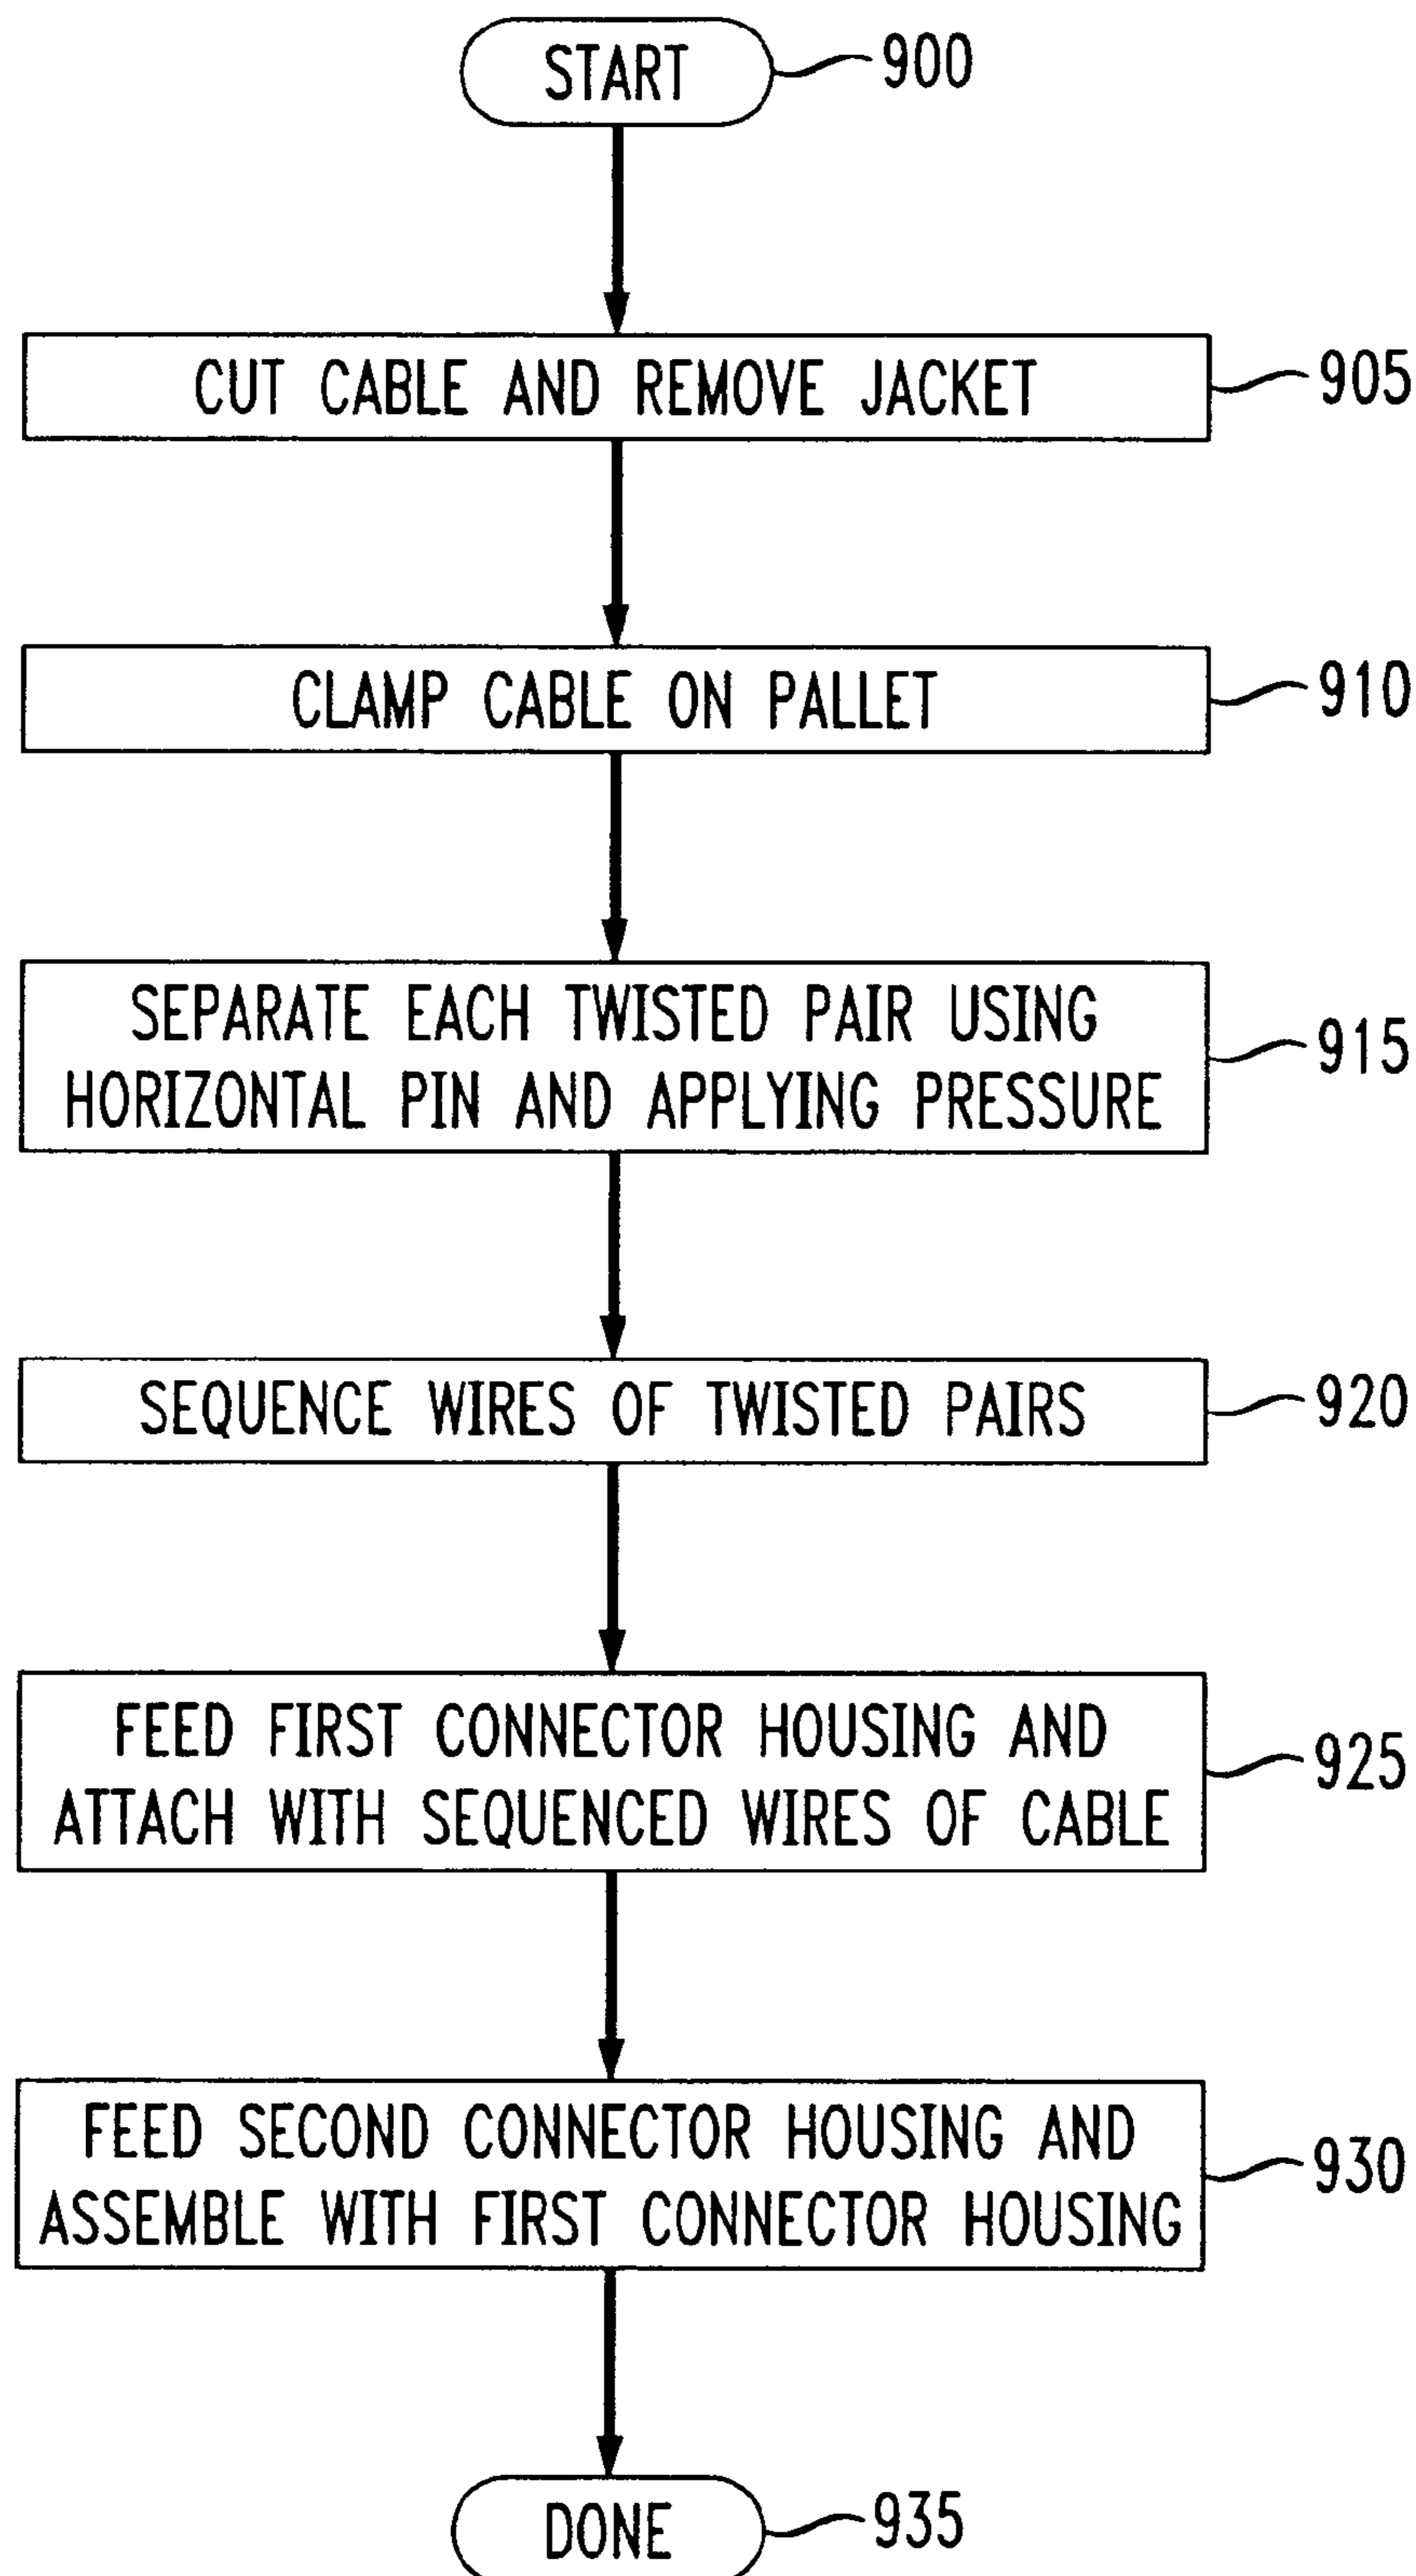 START
900
CUT CABLE AND REMOVE JACKET
905
CLAMP CABLE ON PALLET
910
SEPARATE EACH TWISTED PAIR USING
HORIZONTAL PIN AND APPLYING PRESSURE
915
SEQUENCE WIRES OF TWISTED PAIRS
920
FEED FIRST CONNECTOR HOUSING AND
ATTACH WITH SEQUENCED WIRES OF CABLE
925
FEED SECOND CONNECTOR HOUSING AND
ASSEMBLE WITH FIRST CONNECTOR HOUSING
930
DONE
935